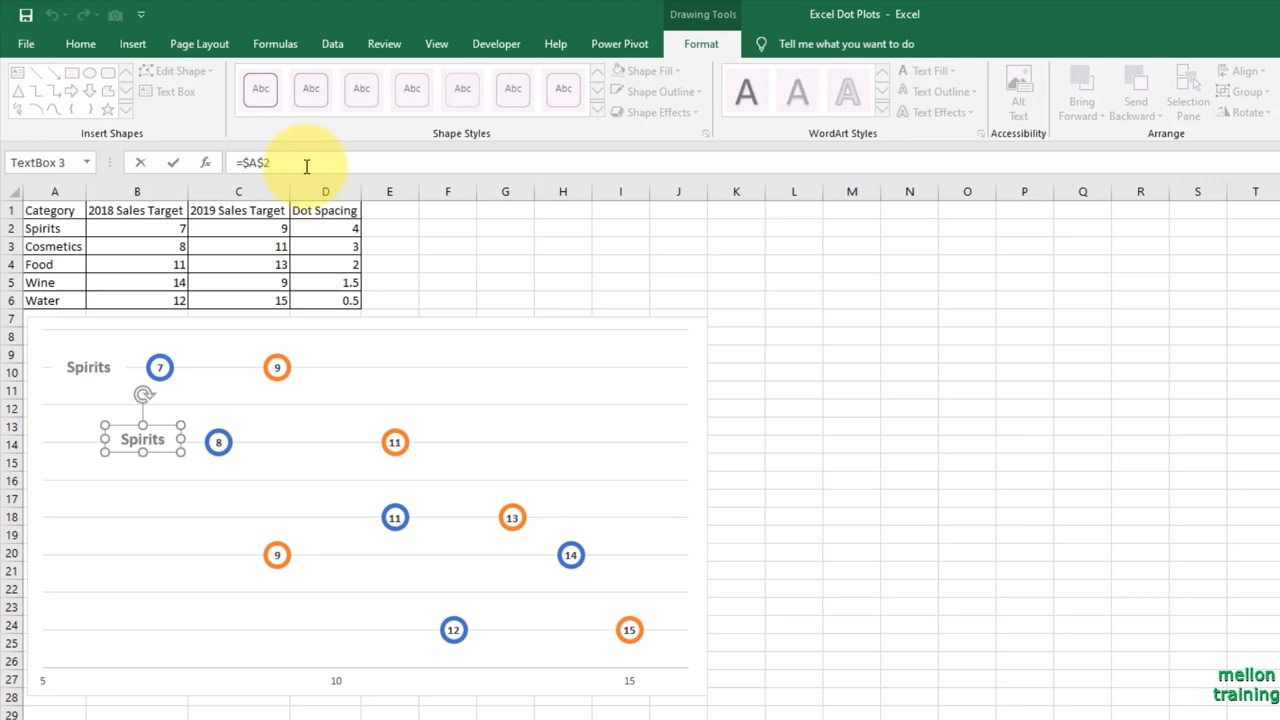 Drawing Tools
Excel Dot Plots - Excel
File Home Insert Page Layout Formulas Data Review View Developer Help Power Pivot Format Tell me what you want to do
Edit Shape
Text Box
Insert Shapes
Abc Abc Abc Abc Abc Abc Abc
Shape Fill
Shape Outline
Shape Effects
Shape Styles
A A A
Text Fill
Text Outline
Text Effects
WordArt Styles
Alt Text
Accessibility
Bring Forward
Send Backward
Selection Pane
Align
Group
Rotate
Arrange
TextBox 3 fx =$A$2
A B C D E F G H I J K L M N O P Q R S T
1 Category 2018 Sales Target 2019 Sales Target Dot Spacing
2 Spirits 7 9 4
3 Cosmetics 8 11 3
4 Food 11 13 2
5 Wine 14 9 1.5
6 Water 12 15 0.5
7
8
9
10
11
12
13
14
15
16
17
18
19
20
21
22
23
24
25
26
27
28
29
Spirits 7 9
Spirits 8 11
11 13
9 14
12 15
5 10 15
mellon
training